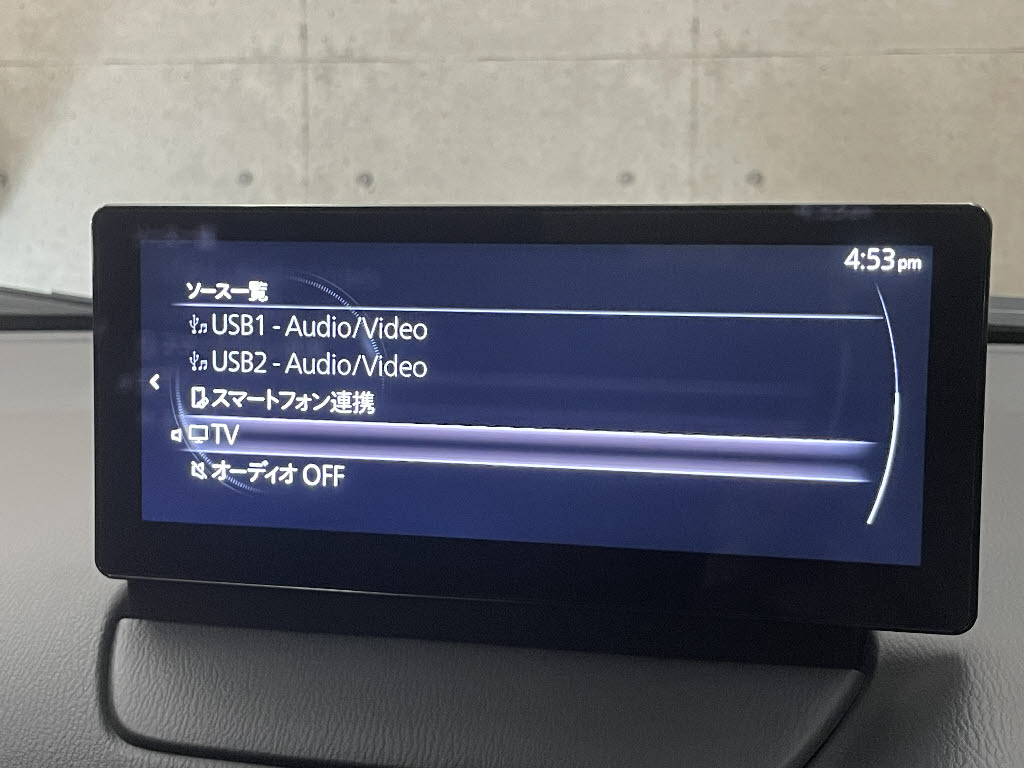 4:53pm
ソース一覧
USB1 - Audio/Video
USB2 - Audio/Video
スマートフォン連携
TV
オーディオ OFF